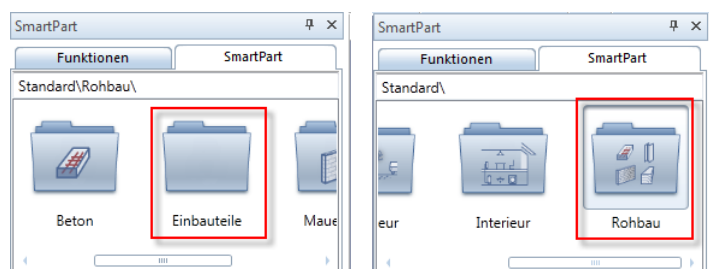 SmartPart
Funktionen SmartPart
Standard\Rohbau\
Beton Einbauteile Maue
SmartPart
Funktionen SmartPart
Standard\
eur Interieur Rohbau